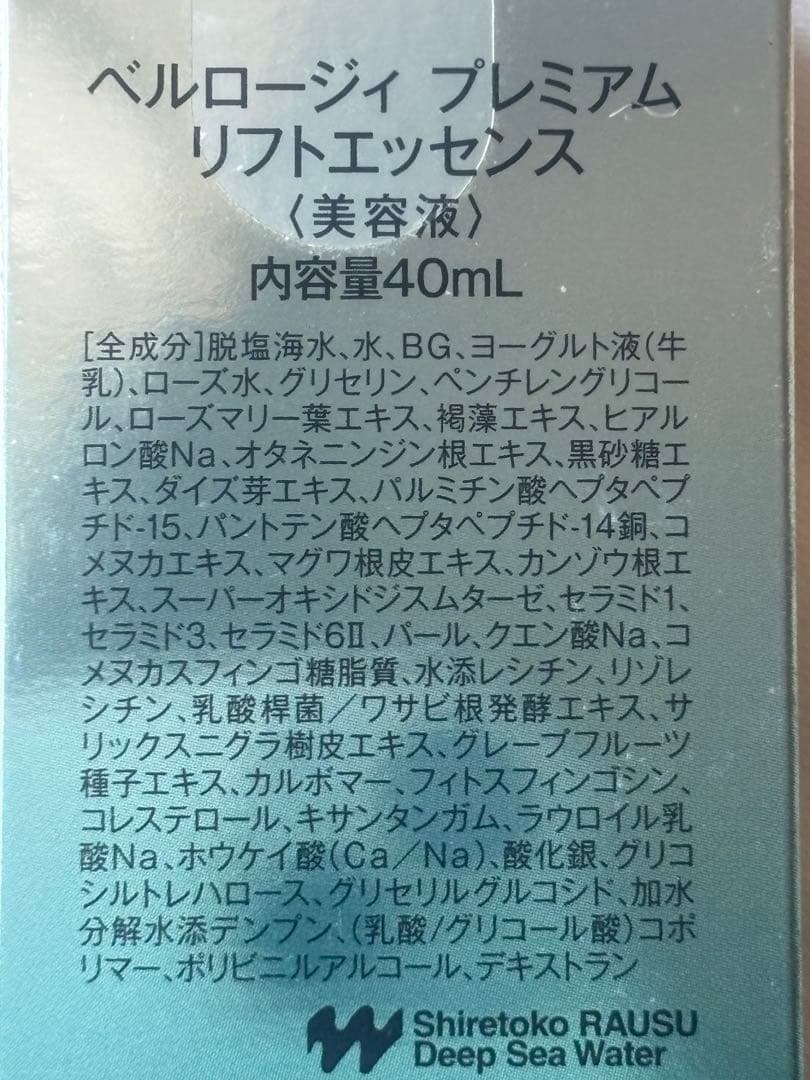 ベルロージィ プレミアム
リフトエッセンス
〈美容液〉
内容量40mL
[全成分]脱塩海水、水、BG、ヨーグルト液(牛
乳)、ローズ水、グリセリン、ペンチレングリコー
ル、ローズマリー葉エキス、褐藻エキス、ヒアル
ロン酸Na、オタネニンジン根エキス、黒砂糖エ
キス、ダイズ芽エキス、パルミチン酸ヘプタペプ
チド-15、パントテン酸ヘプタペプチド-14銅、コ
メヌカエキス、マグワ根皮エキス、カンゾウ根エ
キス、スーパーオキシドジスムターゼ、セラミド1、
セラミド3、セラミド6Ⅱ、パール、クエン酸Na、コ
メヌカスフィンゴ糖脂質、水添レシチン、リゾレ
シチン、乳酸桿菌/ワサビ根発酵エキス、サ
リックスニグラ樹皮エキス、グレープフルーツ
種子エキス、カルボマー、フィトスフィンゴシン、
コレステロール、キサンタンガム、ラウロイル乳
酸Na、ホウケイ酸(Ca/Na)、酸化銀、グリコ
シルトレハロース、グリセリルグルコシド、加水
分解水添デンプン、(乳酸/グリコール酸)コポ
リマー、ポリビニルアルコール、デキストラン
Shiretoko RAUSU
Deep Sea Water